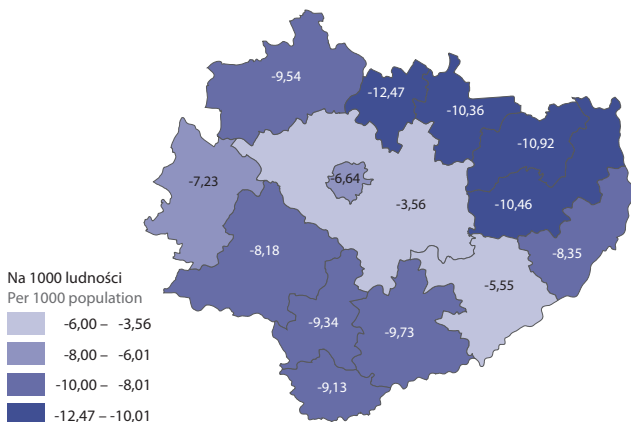 -9,54
-12,47
-10,36
-10,92
-7,23
-6,64
-3,56
-10,46
-8,18
-8,35
-5,55
-9,34
-9,73
-9,13
Na 1000 ludności
Per 1000 population
-6,00 – -3,56
-8,00 – -6,01
-10,00 – -8,01
-12,47 – -10,01